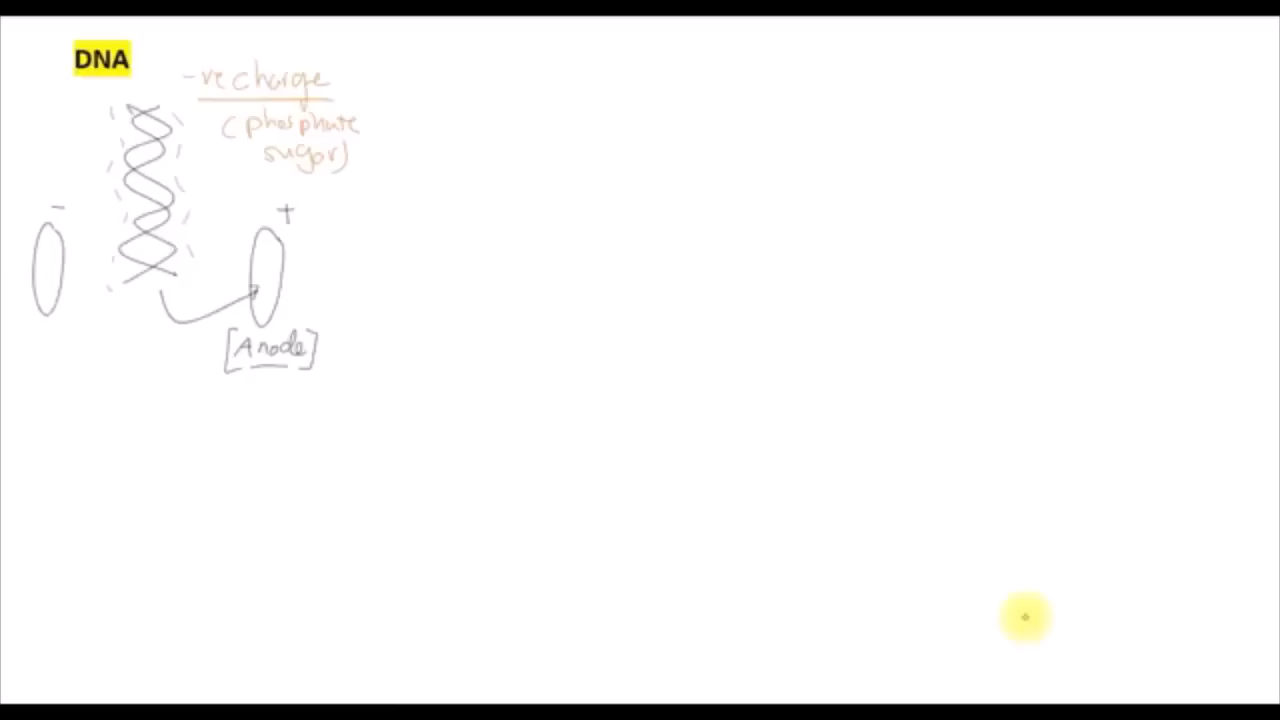 DNA
-ve charge
(phosphate
sugar)
-
+
[Anode]